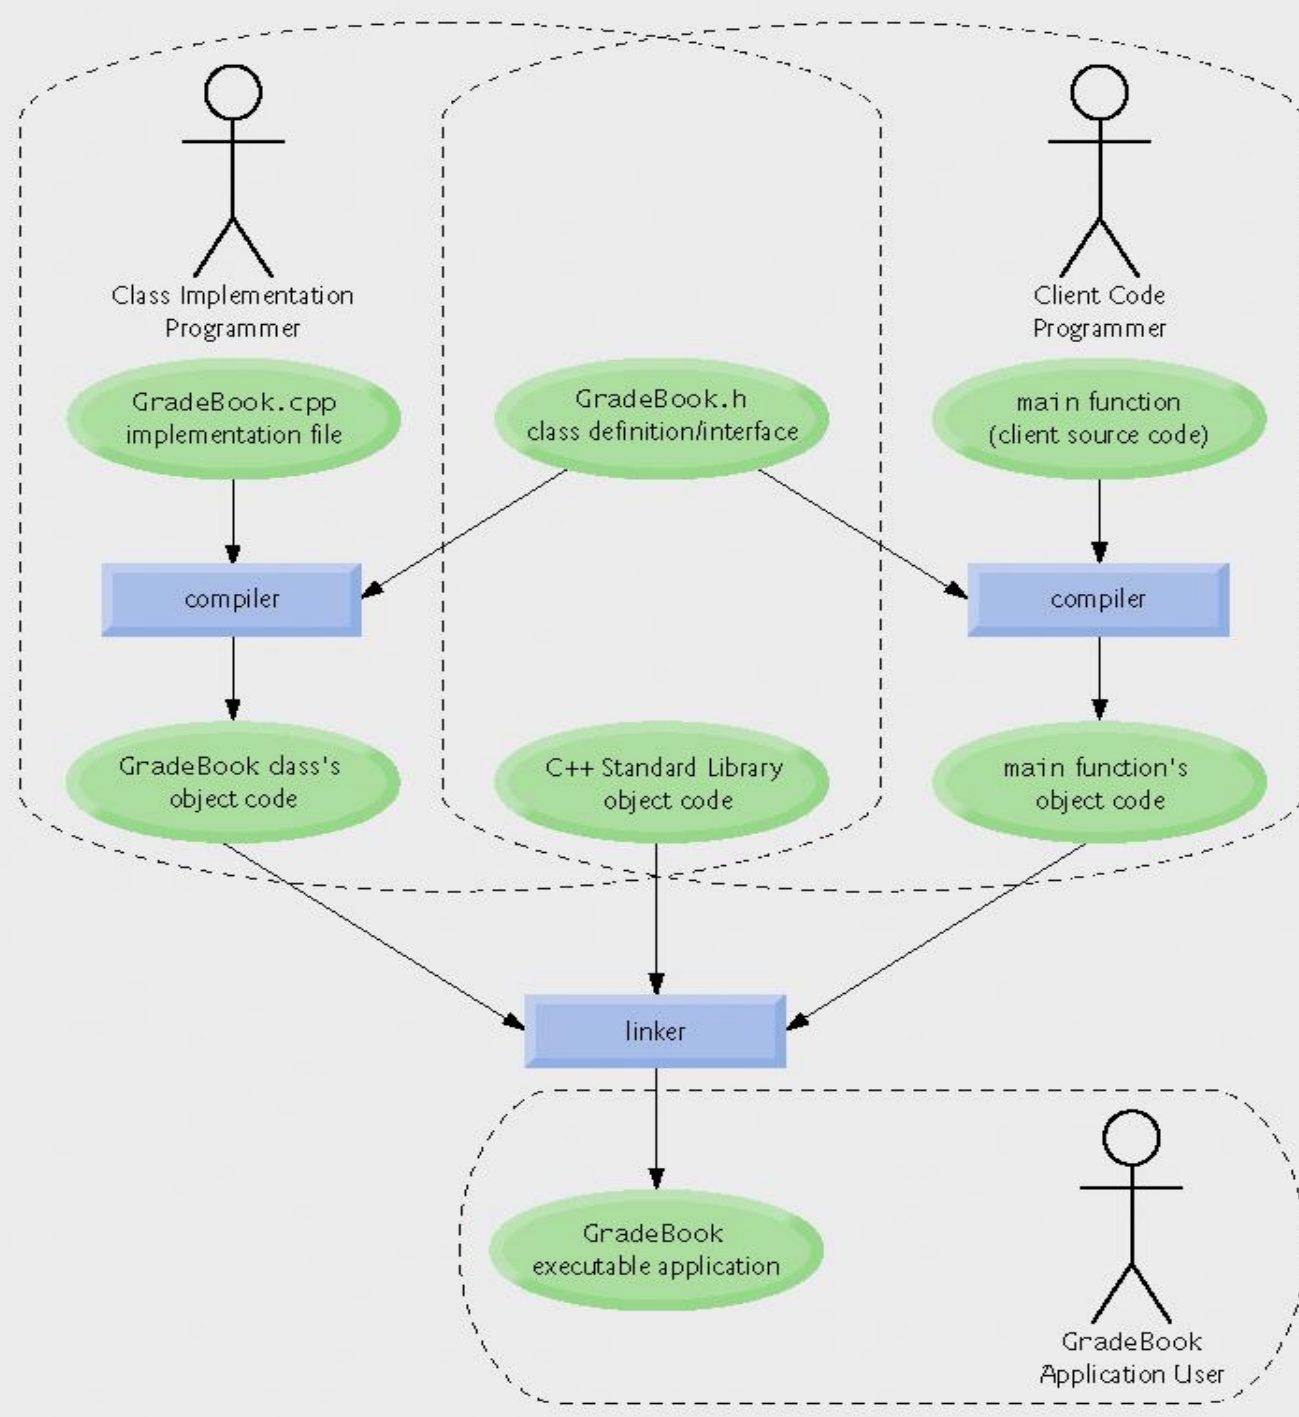 Class Implementation
Programmer
Client Code
Programmer
GradeBook.cpp
implementation file
GradeBook.h
class definition/interface
main function
(client source code)
compiler
compiler
GradeBook class's
object code
C++ Standard Library
object code
main function's
object code
linker
GradeBook
executable application
GradeBook
Application User